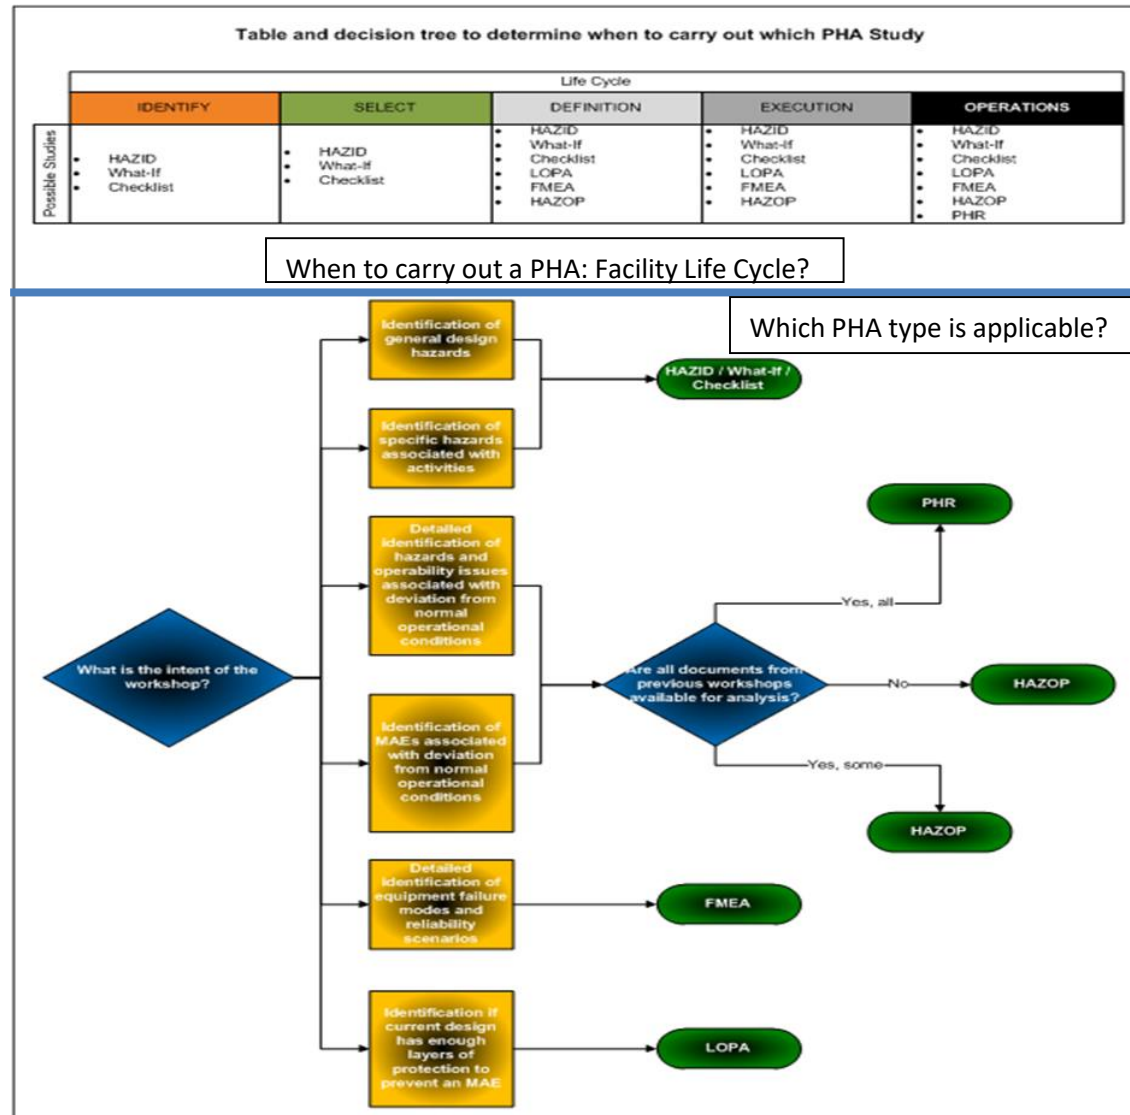 Table and decision tree to determine when to carry out which PHA Study
Life Cycle
IDENTIFY
SELECT
DEFINITION
EXECUTION
OPERATIONS
Possible Studies
• HAZID
• What-If
• Checklist
• HAZID
• What-If
• Checklist
• HAZID
• What-If
• Checklist
• LOPA
• FMEA
• HAZOP
• HAZID
• What-If
• Checklist
• LOPA
• FMEA
• HAZOP
• HAZID
• What-If
• Checklist
• LOPA
• FMEA
• HAZOP
• PHR
When to carry out a PHA: Facility Life Cycle?
Which PHA type is applicable?
Identification of
general design
hazards
HAZID / What-If /
Checklist
Identification of
specific hazards
associated with
activities
PHR
Detailed
identification of
hazards and
operability issues
associated with
deviation from
normal
operational
conditions
Yes, all
What is the intent of the
workshop?
Are all documents from
previous workshops
available for analysis?
No
HAZOP
Identification of
MAEs associated
with deviation
from normal
operational
conditions
Yes, some
HAZOP
Detailed
identification of
equipment failure
modes and
reliability
scenarios
FMEA
Identification if
current design
has enough
layers of
protection to
prevent an MAE
LOPA